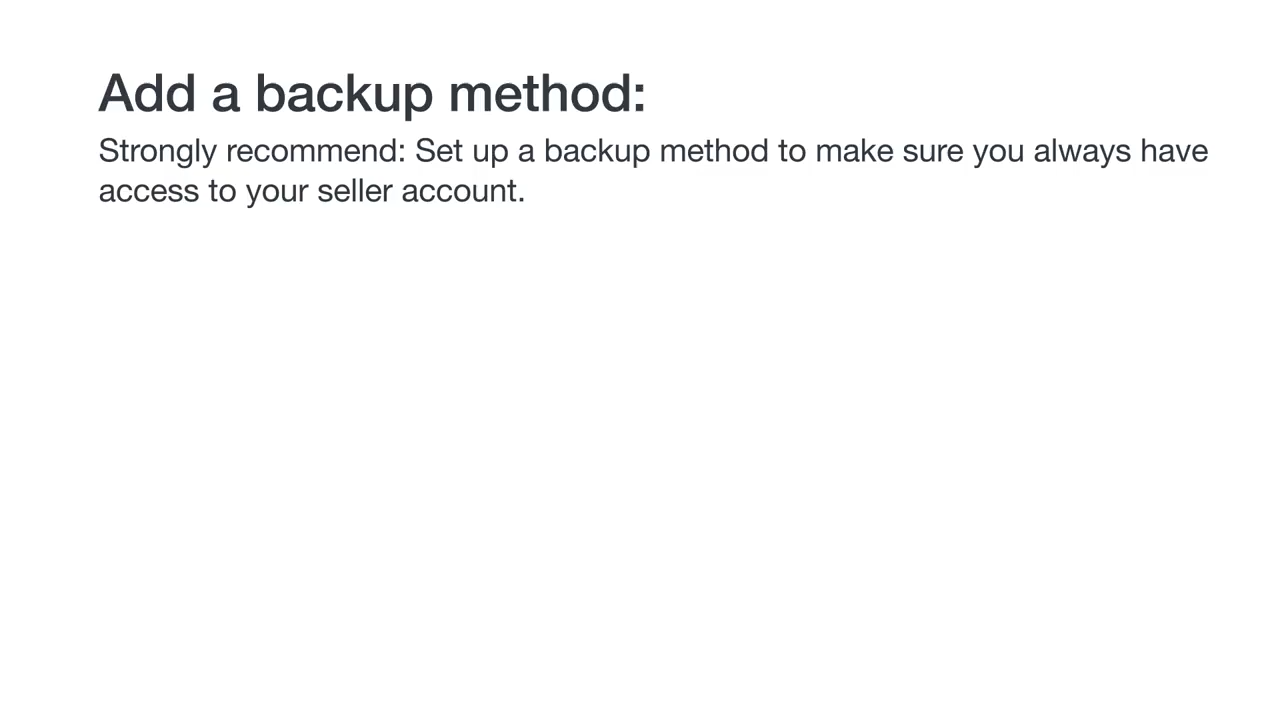 Add a backup method:
Strongly recommend: Set up a backup method to make sure you always have
access to your seller account.